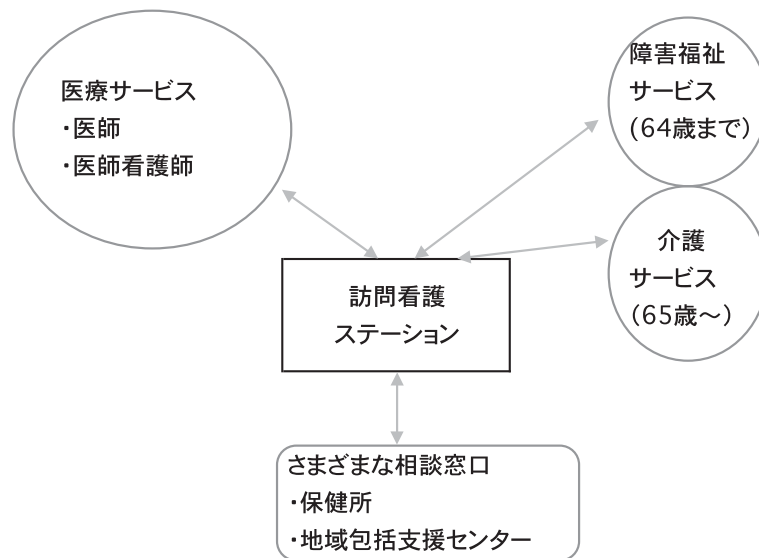 医療サービス
・医師
・医師看護師
障害福祉
サービス
(64歳まで)
介護
サービス
(65歳～)
訪問看護
ステーション
さまざまな相談窓口
・保健所
・地域包括支援センター